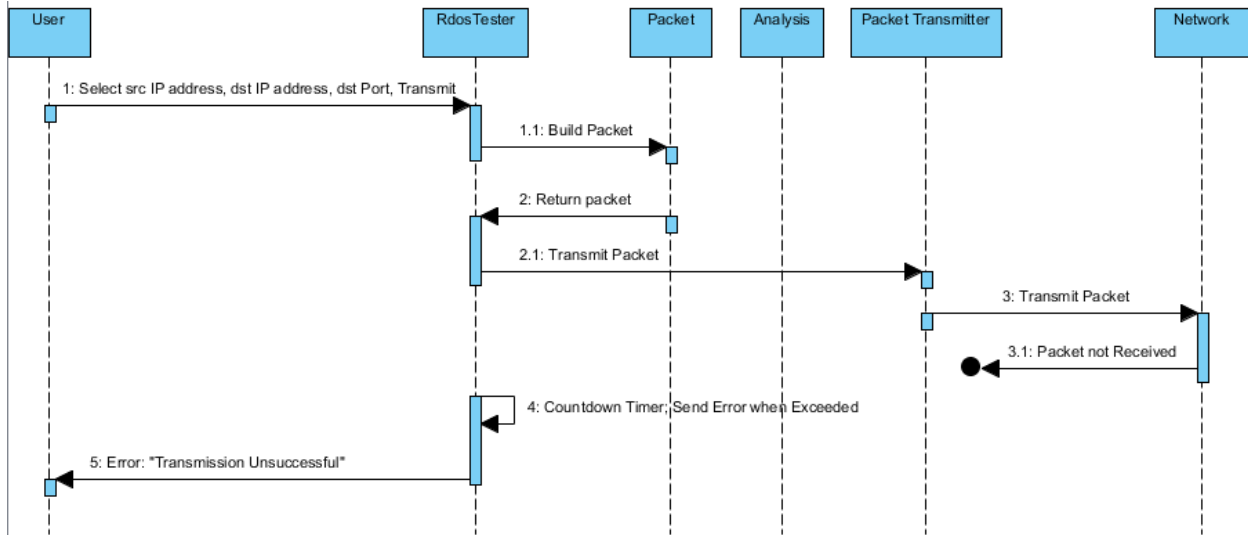 User
RdosTester
Packet
Analysis
Packet Transmitter
Network
1: Select src IP address, dst IP address, dst Port, Transmit
1.1: Build Packet
2: Return packet
2.1: Transmit Packet
3: Transmit Packet
3.1: Packet not Received
4: Countdown Timer; Send Error when Exceeded
5: Error: "Transmission Unsuccessful"